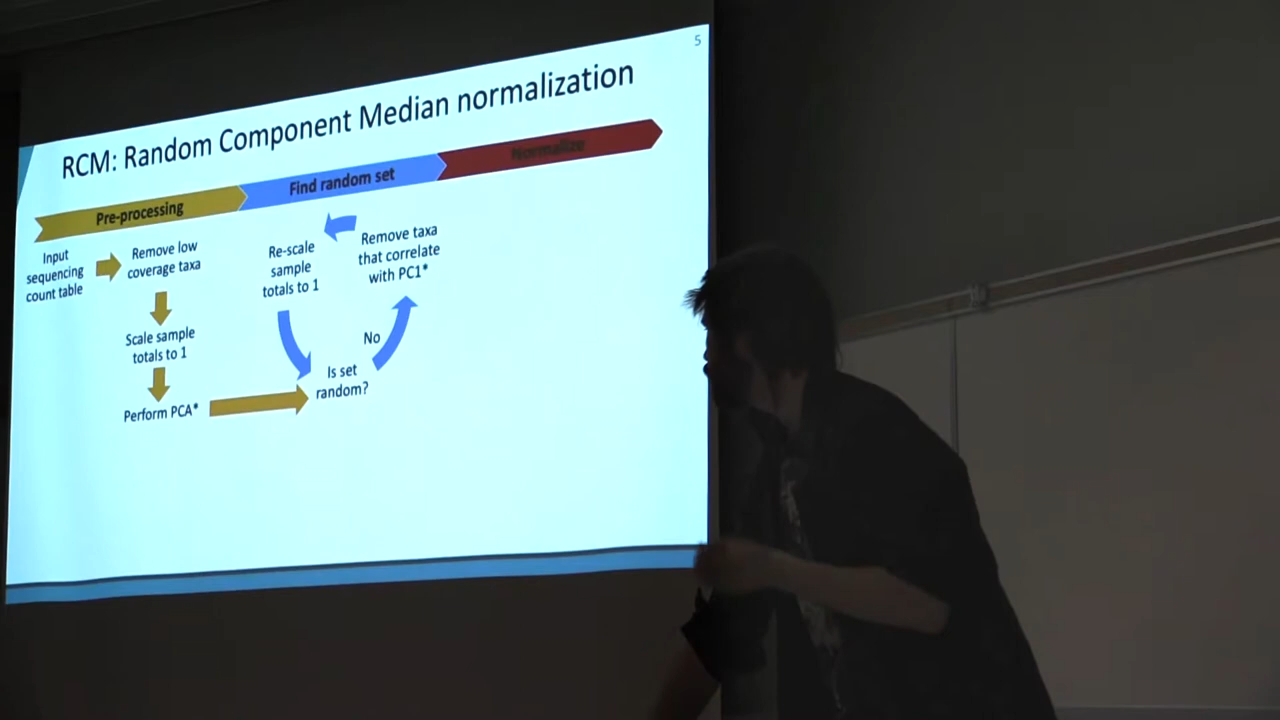 5
RCM: Random Component Median normalization
Pre-processing
Find random set
Normalize
Input
sequencing
count table
Remove low
coverage taxa
Scale sample
totals to 1
Perform PCA*
Re-scale
sample
totals to 1
Remove taxa
that correlate
with PC1*
No
Is set
random?